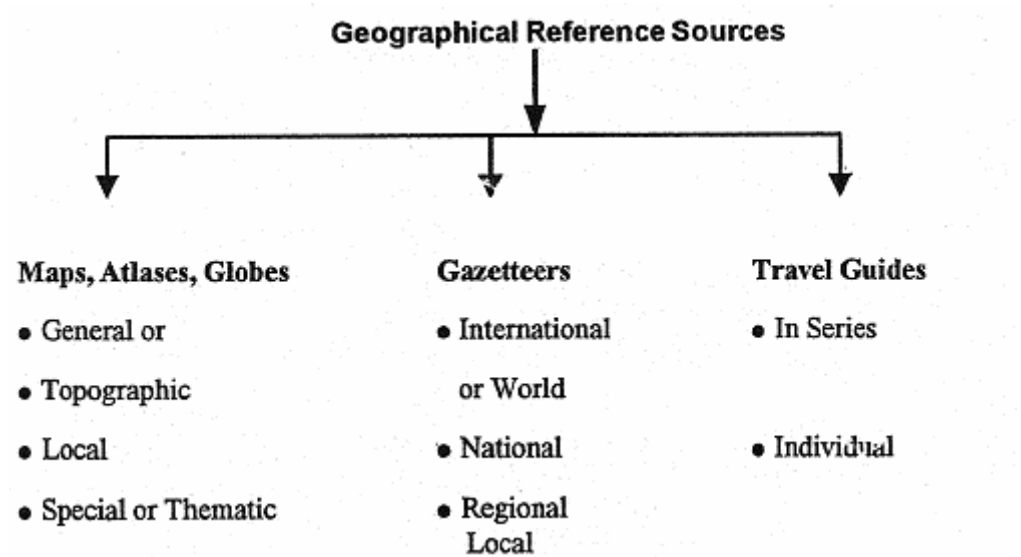 Geographical Reference Sources
Maps, Atlases, Globes
• General or
• Topographic
• Local
• Special or Thematic
Gazetteers
• International
or World
• National
• Regional
Local
Travel Guides
• In Series
• Individual